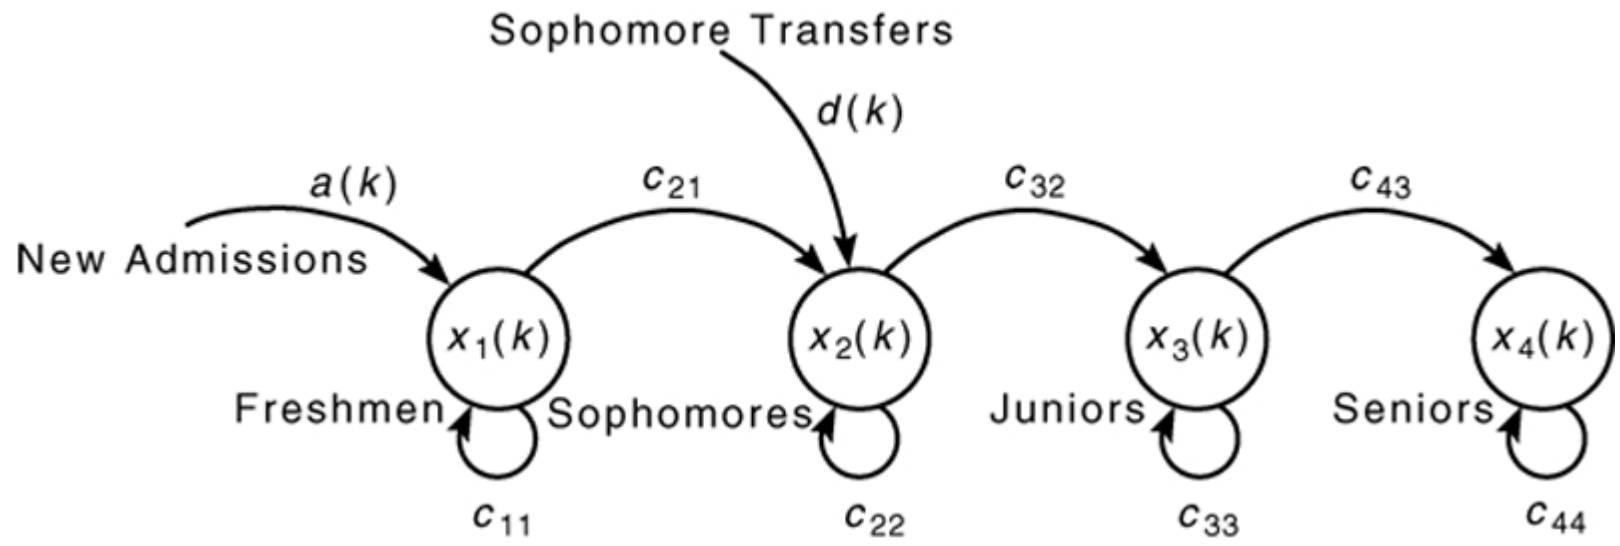 Sophomore Transfers
d(k)
a(k)
c₂₁
c₃₂
c₄₃
New Admissions
x₁(k)
x₂(k)
x₃(k)
x₄(k)
Freshmen
Sophomores
Juniors
Seniors
c₁₁
c₂₂
c₃₃
c₄₄